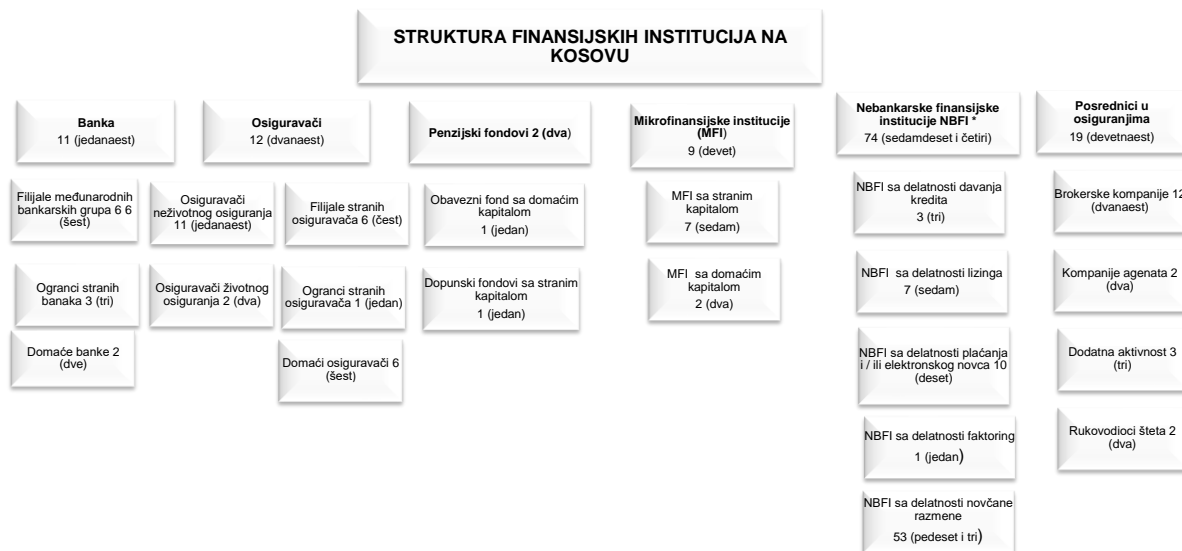 STRUKTURA FINANSIJSKIH INSTITUCIJA NA
KOSOVU
Banka
11 (jedanaest)
Filijale međunarodnih
bankarskih grupa 6 6
(šest)
Ogranci stranih
banaka 3 (tri)
Domaće banke 2
(dve)
Osiguravači
12 (dvanaest)
Osiguravači
neživotnog osiguranja
11 (jedanaest)
Osiguravači životnog
osiguranja 2 (dva)
Filijale stranih
osiguravača 6 (čest)
Ogranci stranih
osiguravača 1 (jedan)
Domaći osiguravači 6
(šest)
Penzijski fondovi 2 (dva)
Obavezni fond sa domaćim
kapitalom
1 (jedan)
Dopunski fondovi sa stranim
kapitalom
1 (jedan)
Mikrofinansijske institucije
(MFI)
9 (devet)
MFI sa stranim
kapitalom
7 (sedam)
MFI sa domaćim
kapitalom
2 (dva)
Nebankarske finansijske
institucije NBFI *
74 (sedamdeset i četiri)
NBFI sa delatnosti davanja
kredita
3 (tri)
NBFI sa delatnosti lizinga
7 (sedam)
NBFI sa delatnosti plaćanja
i / ili elektronskog novca 10
(deset)
NBFI sa delatnosti faktoring
1 (jedan)
NBFI sa delatnosti novčane
razmene
53 (pedeset i tri)
Posrednici u
osiguranjima
19 (devetnaest)
Brokerske kompanije 12
(dvanaest)
Kompanije agenata 2
(dva)
Dodatna aktivnost 3
(tri)
Rukovodioci šteta 2
(dva)